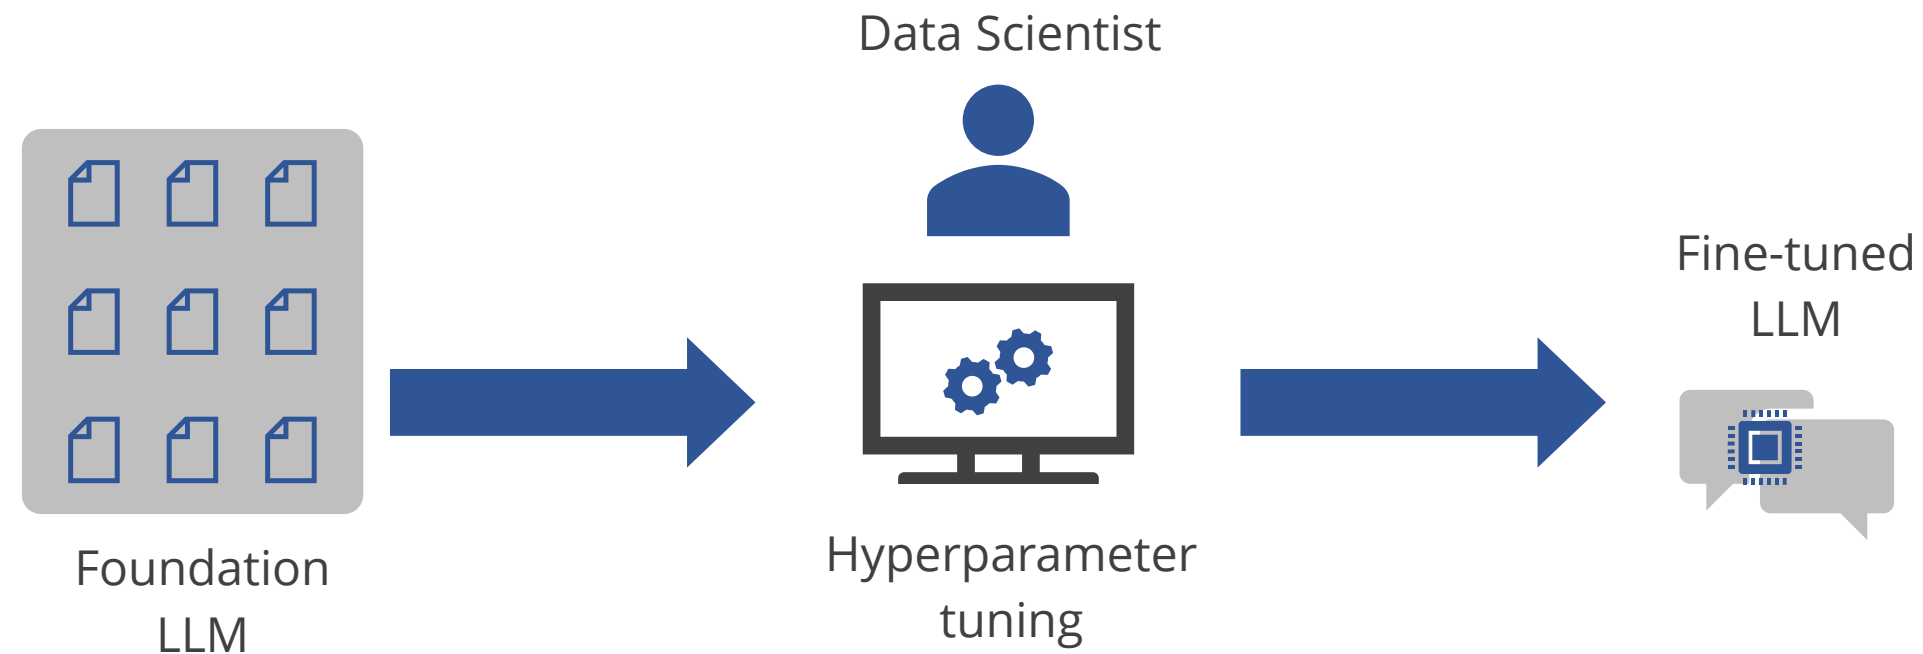 Data Scientist
Fine-tuned
LLM
Foundation
LLM
Hyperparameter
tuning